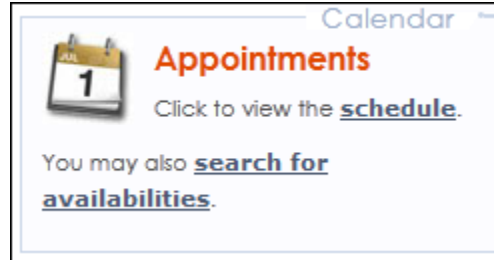 Calendar
JUL
1
Appointments
Click to view the schedule.
You may also search for
availabilities.